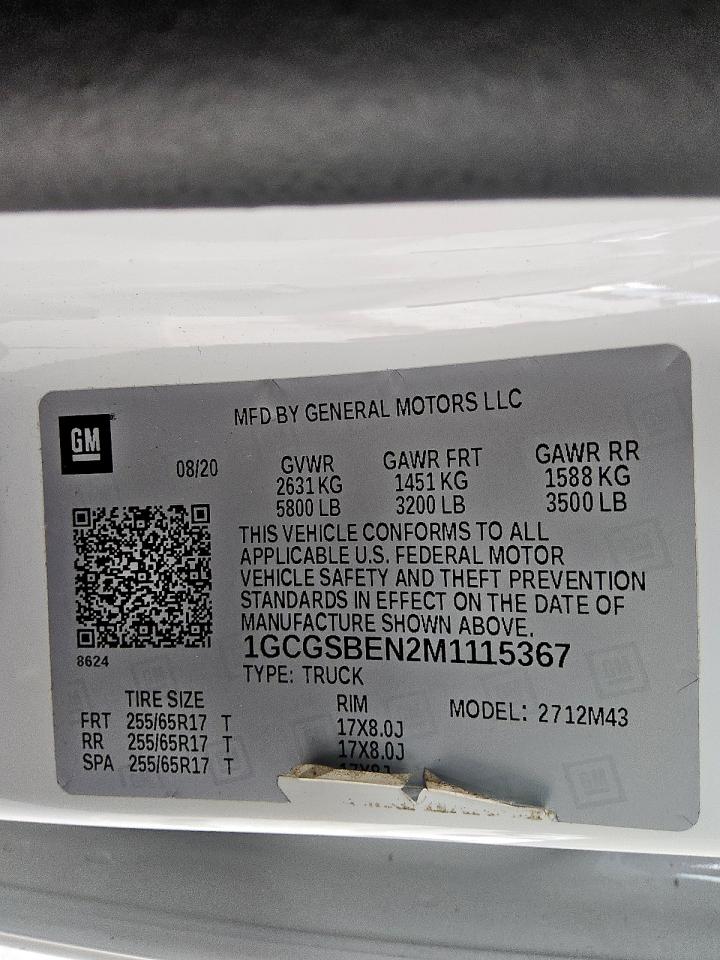 MFD BY GENERAL MOTORS LLC
GM
08/20
GVWR GAWR FRT GAWR RR
2631 KG 1451 KG 1588 KG
5800 LB 3200 LB 3500 LB
THIS VEHICLE CONFORMS TO ALL
APPLICABLE U.S. FEDERAL MOTOR
VEHICLE SAFETY AND THEFT PREVENTION
STANDARDS IN EFFECT ON THE DATE OF
MANUFACTURE SHOWN ABOVE.
8624
1GCGSBEN2M1115367
TYPE: TRUCK
TIRE SIZE RIM MODEL: 2712M43
FRT 255/65R17 T 17X8.0J
RR 255/65R17 T 17X8.0J
SPA 255/65R17 T